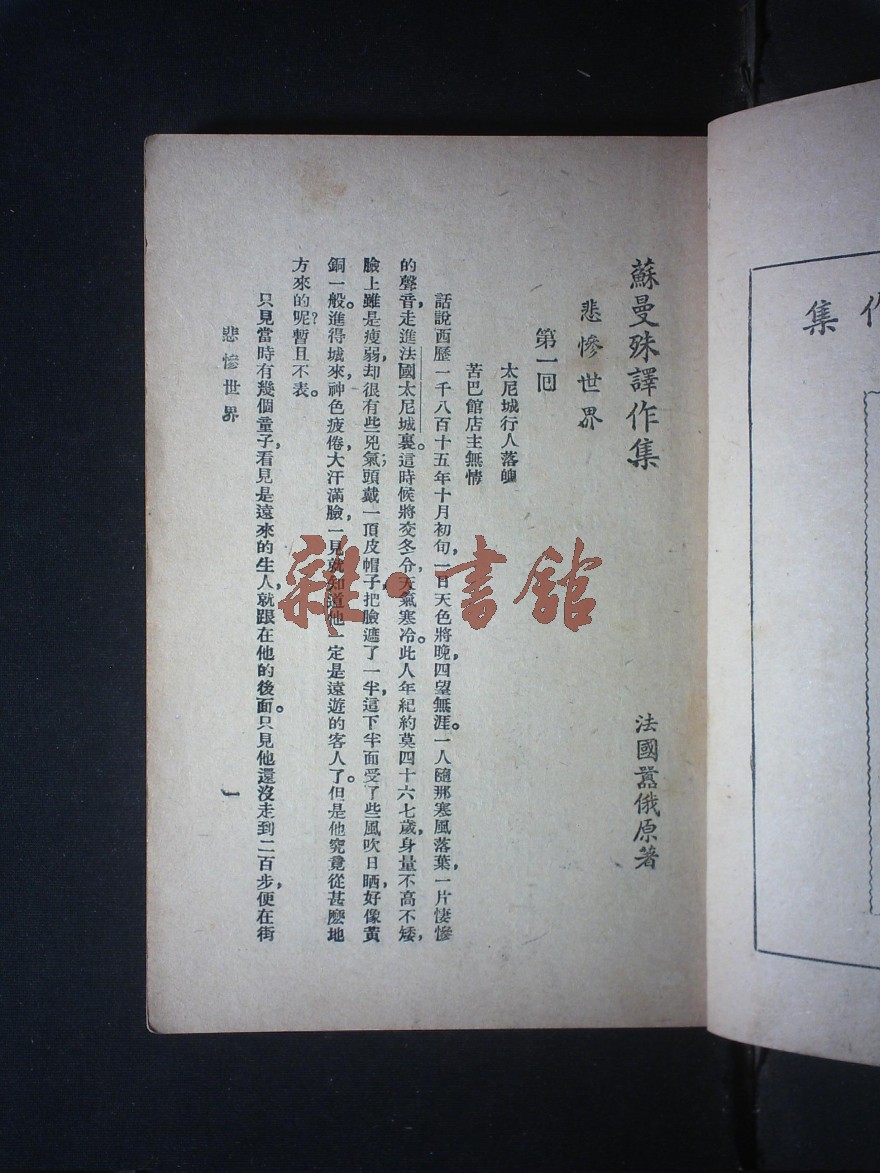 蘇曼殊譯作集
法國囂俄原著
悲慘世界
第一回
太尼城行人落魄
苦巴館店主無情
話說西歷一千八百十五年十月初旬，一日天色將晚，四望無涯。一人隨那寒風落葉，一片悽慘
的聲音，走進法國太尼城裏。這時候將交冬令，天氣寒冷。此人年紀約莫四十六七歲，身量不高不矮，
臉上雖是瘦弱，却很有些兇氣；頭戴一頂皮帽子，把臉遮了一半，這下半面受了些風吹日晒，好像黃
銅一般。進得城來，神色疲倦，大汗滿臉，一見就知道他一定是遠遊的客人了。但是他究竟從甚麽地
方來的呢？暫且不表。
只見當時有幾個童子，看見是遠來的生人，就跟在他的後面。只見他還沒走到二百步，便在街
悲慘世界
一
作
集
雜·書館